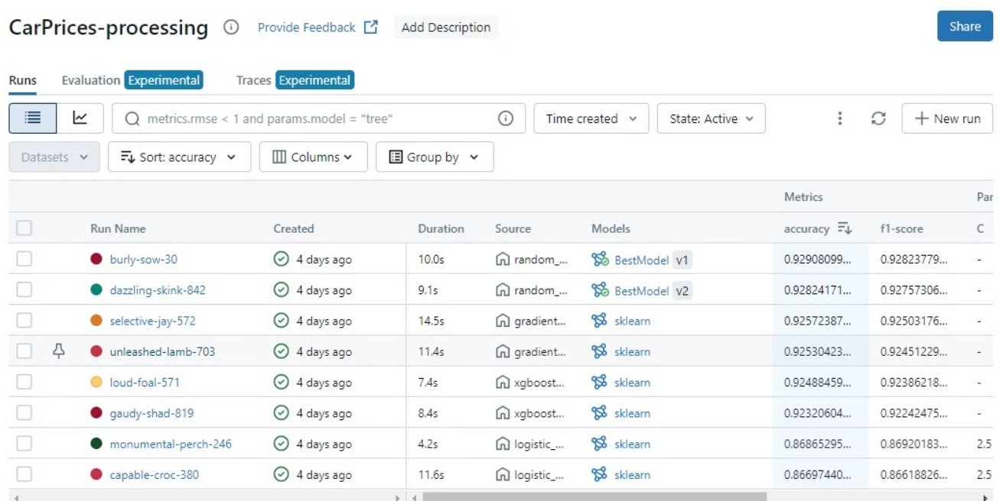 CarPrices-processing Provide Feedback Add Description Share
Runs Evaluation Experimental Traces Experimental
metrics.rmse < 1 and params.model = "tree" Time created State: Active New run
Datasets Sort: accuracy Columns Group by
Metrics Par
Run Name Created Duration Source Models accuracy f1-score C
burly-sow-30 4 days ago 10.0s random_... BestModel v1 0.92908099... 0.92823779... -
dazzling-skink-842 4 days ago 9.1s random_... BestModel v2 0.92824171... 0.92757306... -
selective-jay-572 4 days ago 14.5s gradient... sklearn 0.92572387... 0.92503176... -
unleashed-lamb-703 4 days ago 11.4s gradient... sklearn 0.92530423... 0.92451229... -
loud-foal-571 4 days ago 7.4s xgboost... sklearn 0.92488459... 0.92386218... -
gaudy-shad-819 4 days ago 8.4s xgboost... sklearn 0.92320604... 0.92242475... -
monumental-perch-246 4 days ago 4.2s logistic_... sklearn 0.86865295... 0.86920183... 2.5
capable-croc-380 4 days ago 11.6s logistic_... sklearn 0.86697440... 0.86618826... 2.5